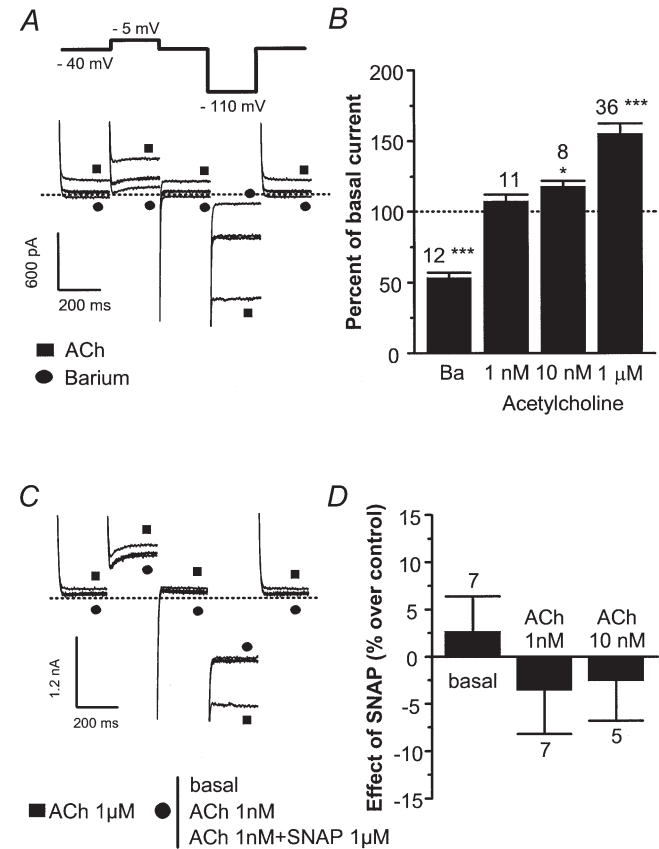 A
- 5 mV
- 40 mV
- 110 mV
600 pA
200 ms
■ ACh
● Barium
B
Percent of basal current
200
150
100
50
0
12 ***
11
8
*
36 ***
Ba
1 nM
10 nM
1 µM
Acetylcholine
C
1.2 nA
200 ms
■ ACh 1µM
● basal
ACh 1nM
ACh 1nM+SNAP 1µM
D
Effect of SNAP (% over control)
15
10
5
0
-5
-10
-15
7
basal
ACh
1nM
7
ACh
10 nM
5